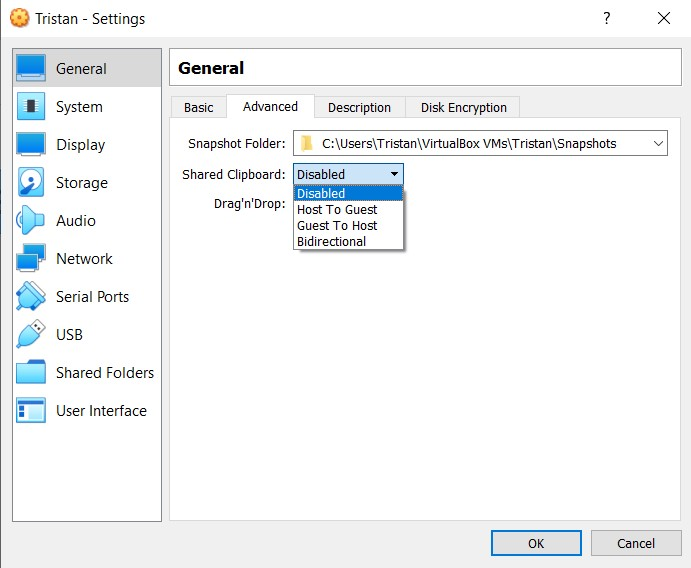 Tristan - Settings
?
General
System
Display
Storage
Audio
Network
Serial Ports
USB
Shared Folders
User Interface
General
Basic
Advanced
Description
Disk Encryption
Snapshot Folder: C:\Users\Tristan\VirtualBox VMs\Tristan\Snapshots
Shared Clipboard: Disabled
Disabled
Host To Guest
Guest To Host
Bidirectional
Drag'n'Drop:
OK
Cancel